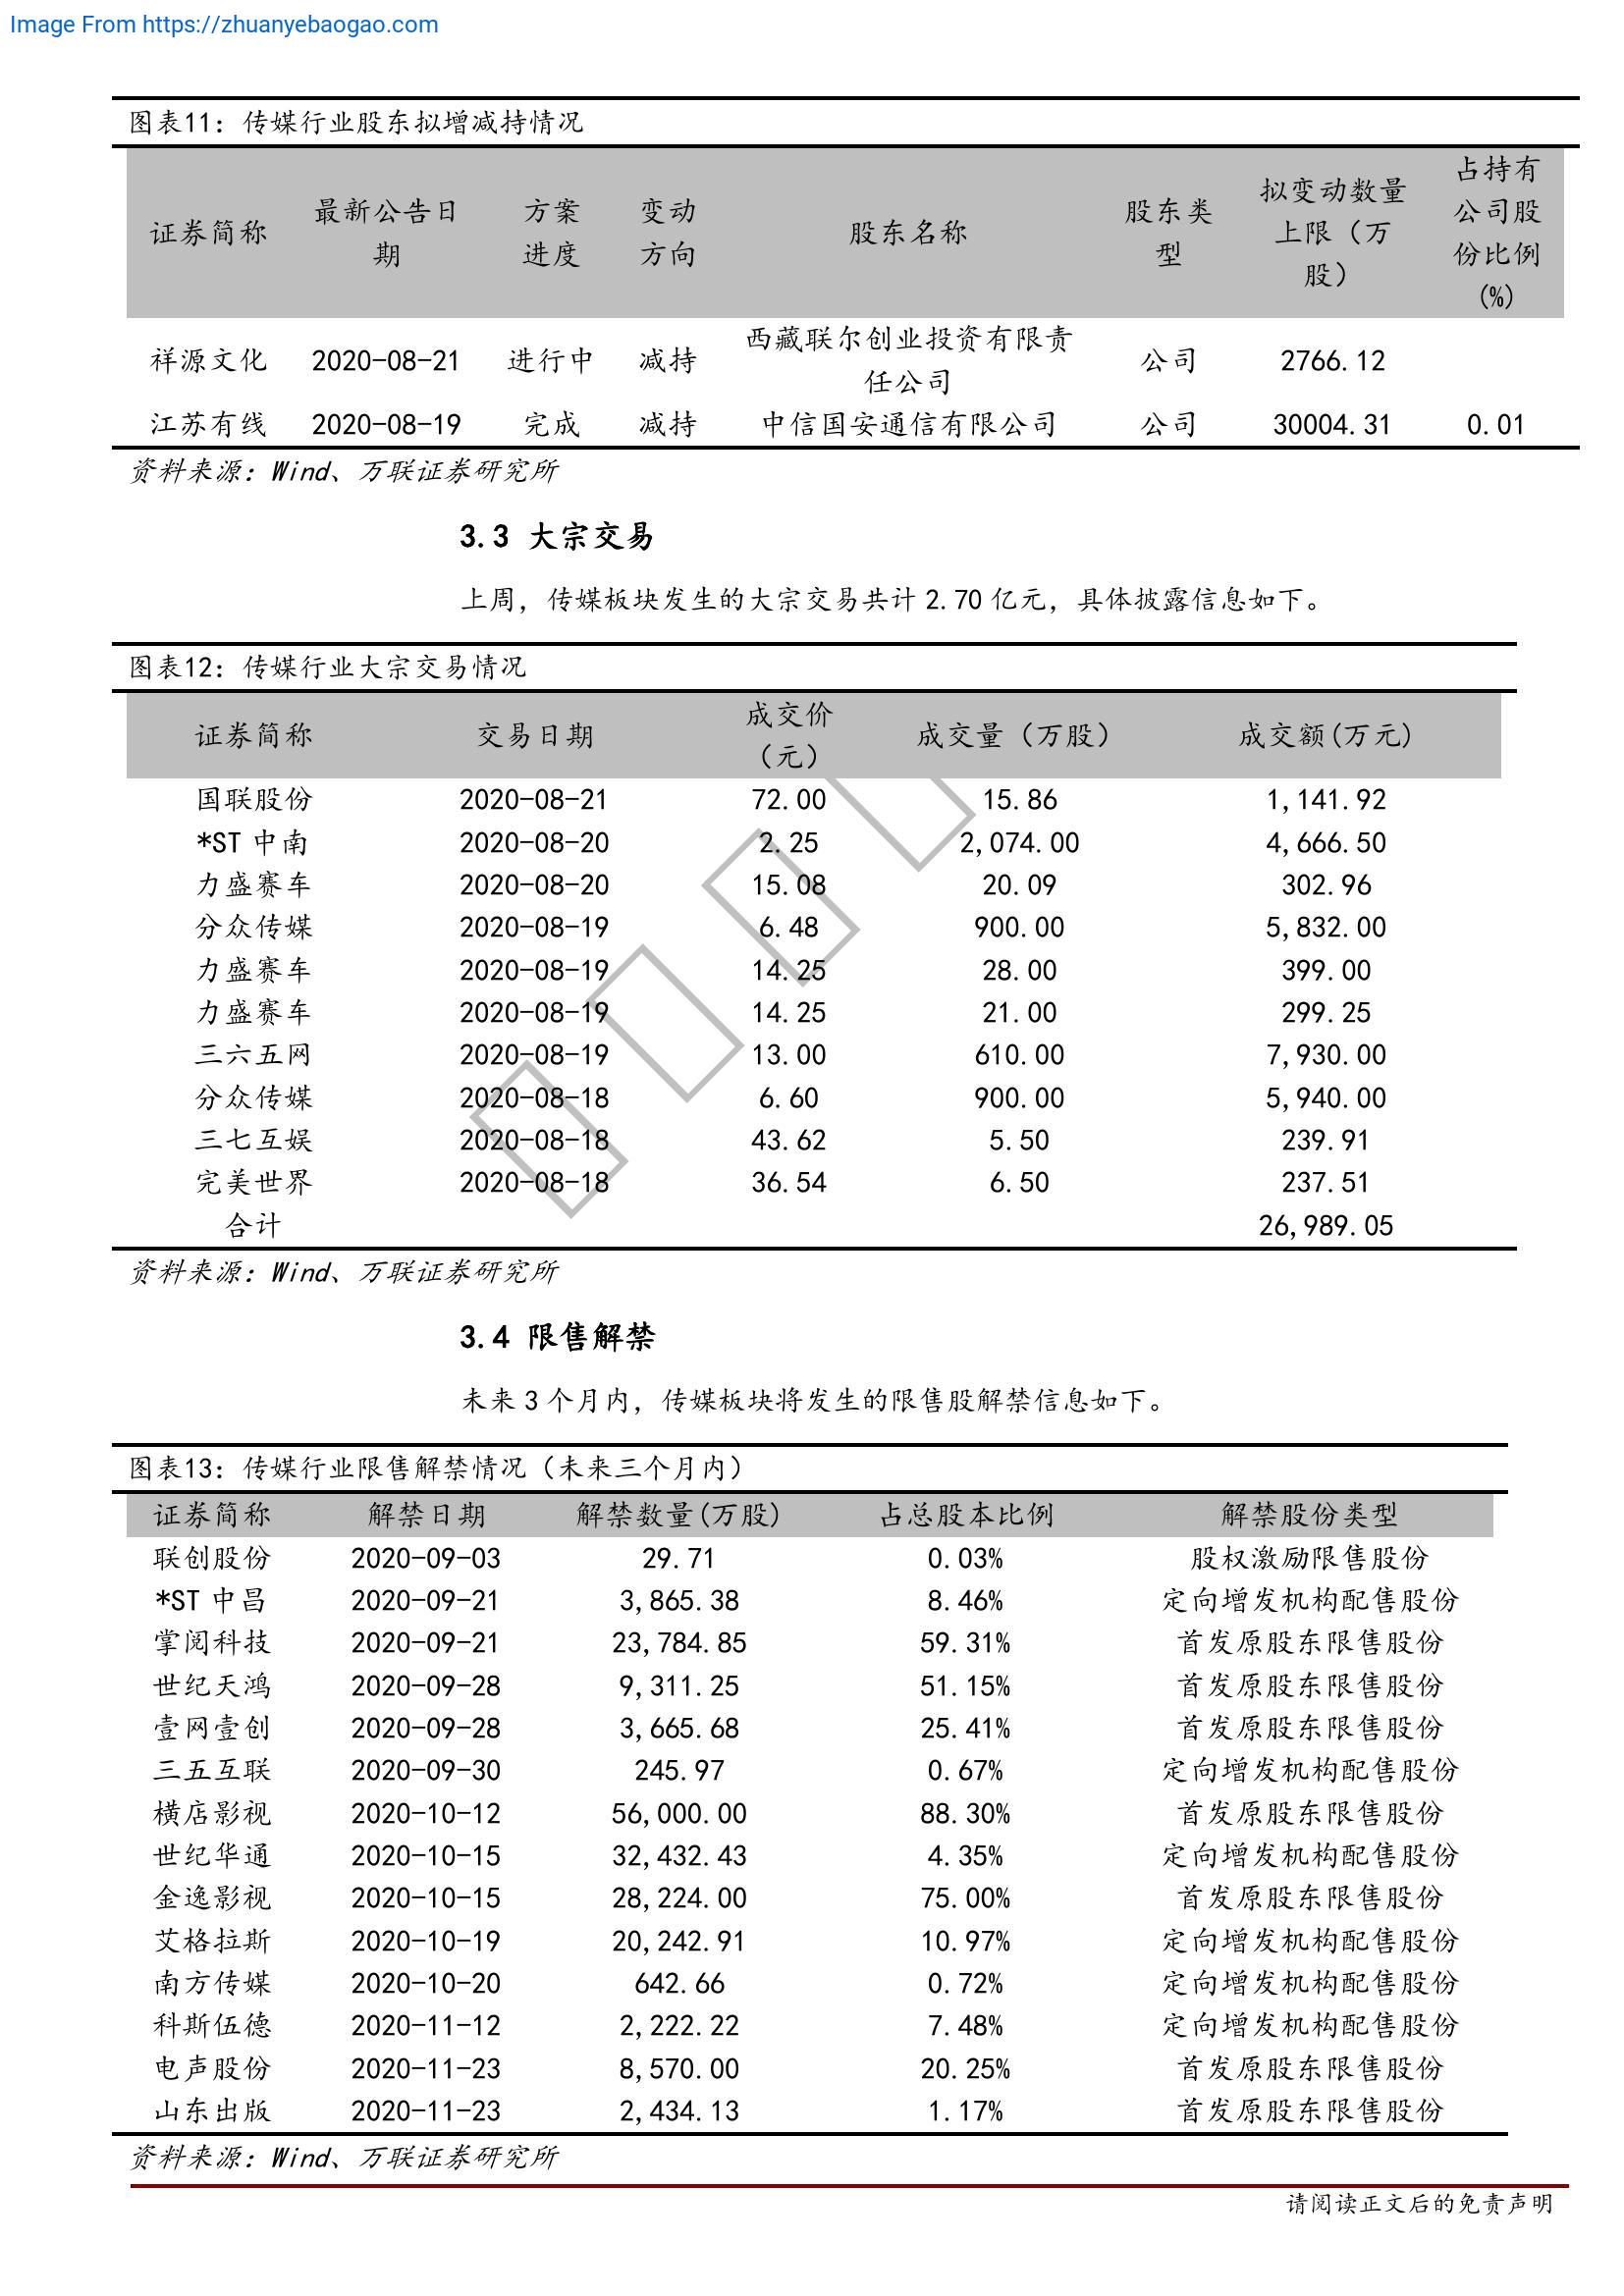 Image From https://zhuanyebaogao.com
图表11：传媒行业股东拟增减持情况
证券简称 最新公告日期 方案进度 变动方向 股东名称 股东类型 拟变动数量上限（万股） 占持有公司股份比例(%)
祥源文化 2020-08-21 进行中 减持 西藏联尔创业投资有限责任公司 公司 2766.12
江苏有线 2020-08-19 完成 减持 中信国安通信有限公司 公司 30004.31 0.01
资料来源：Wind、万联证券研究所
3.3 大宗交易
上周，传媒板块发生的大宗交易共计 2.70 亿元，具体披露信息如下。
图表12：传媒行业大宗交易情况
证券简称 交易日期 成交价（元） 成交量（万股） 成交额(万元)
国联股份 2020-08-21 72.00 15.86 1,141.92
*ST 中南 2020-08-20 2.25 2,074.00 4,666.50
力盛赛车 2020-08-20 15.08 20.09 302.96
分众传媒 2020-08-19 6.48 900.00 5,832.00
力盛赛车 2020-08-19 14.25 28.00 399.00
力盛赛车 2020-08-19 14.25 21.00 299.25
三六五网 2020-08-19 13.00 610.00 7,930.00
分众传媒 2020-08-18 6.60 900.00 5,940.00
三七互娱 2020-08-18 43.62 5.50 239.91
完美世界 2020-08-18 36.54 6.50 237.51
合计 26,989.05
资料来源：Wind、万联证券研究所
3.4 限售解禁
未来 3 个月内，传媒板块将发生的限售股解禁信息如下。
图表13：传媒行业限售解禁情况（未来三个月内）
证券简称 解禁日期 解禁数量(万股) 占总股本比例 解禁股份类型
联创股份 2020-09-03 29.71 0.03% 股权激励限售股份
*ST 中昌 2020-09-21 3,865.38 8.46% 定向增发机构配售股份
掌阅科技 2020-09-21 23,784.85 59.31% 首发原股东限售股份
世纪天鸿 2020-09-28 9,311.25 51.15% 首发原股东限售股份
壹网壹创 2020-09-28 3,665.68 25.41% 首发原股东限售股份
三五互联 2020-09-30 245.97 0.67% 定向增发机构配售股份
横店影视 2020-10-12 56,000.00 88.30% 首发原股东限售股份
世纪华通 2020-10-15 32,432.43 4.35% 定向增发机构配售股份
金逸影视 2020-10-15 28,224.00 75.00% 首发原股东限售股份
艾格拉斯 2020-10-19 20,242.91 10.97% 定向增发机构配售股份
南方传媒 2020-10-20 642.66 0.72% 定向增发机构配售股份
科斯伍德 2020-11-12 2,222.22 7.48% 定向增发机构配售股份
电声股份 2020-11-23 8,570.00 20.25% 首发原股东限售股份
山东出版 2020-11-23 2,434.13 1.17% 首发原股东限售股份
资料来源：Wind、万联证券研究所
请阅读正文后的免责声明